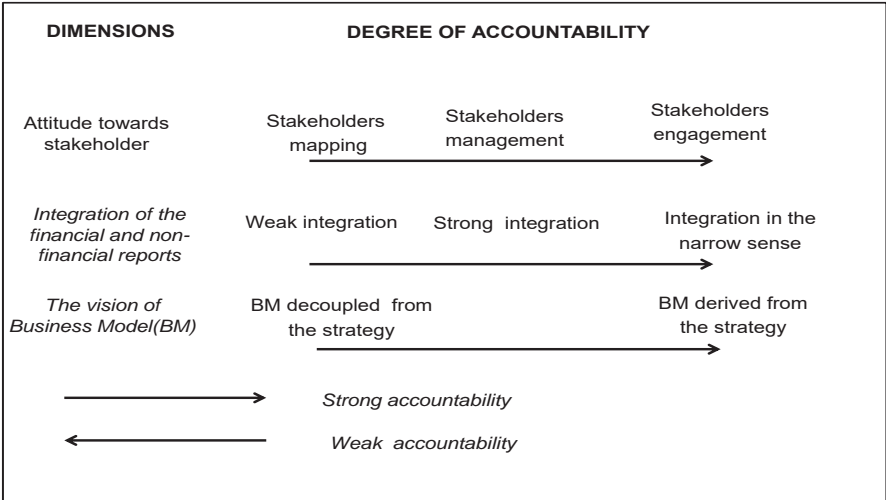 DIMENSIONS
DEGREE OF ACCOUNTABILITY
Attitude towards
stakeholder
Stakeholders
mapping
Stakeholders
management
Stakeholders
engagement
Integration of the
financial and non-
financial reports
Weak integration
Strong integration
Integration in the
narrow sense
The vision of
Business Model(BM)
BM decoupled from
the strategy
BM derived from
the strategy
Strong accountability
Weak accountability